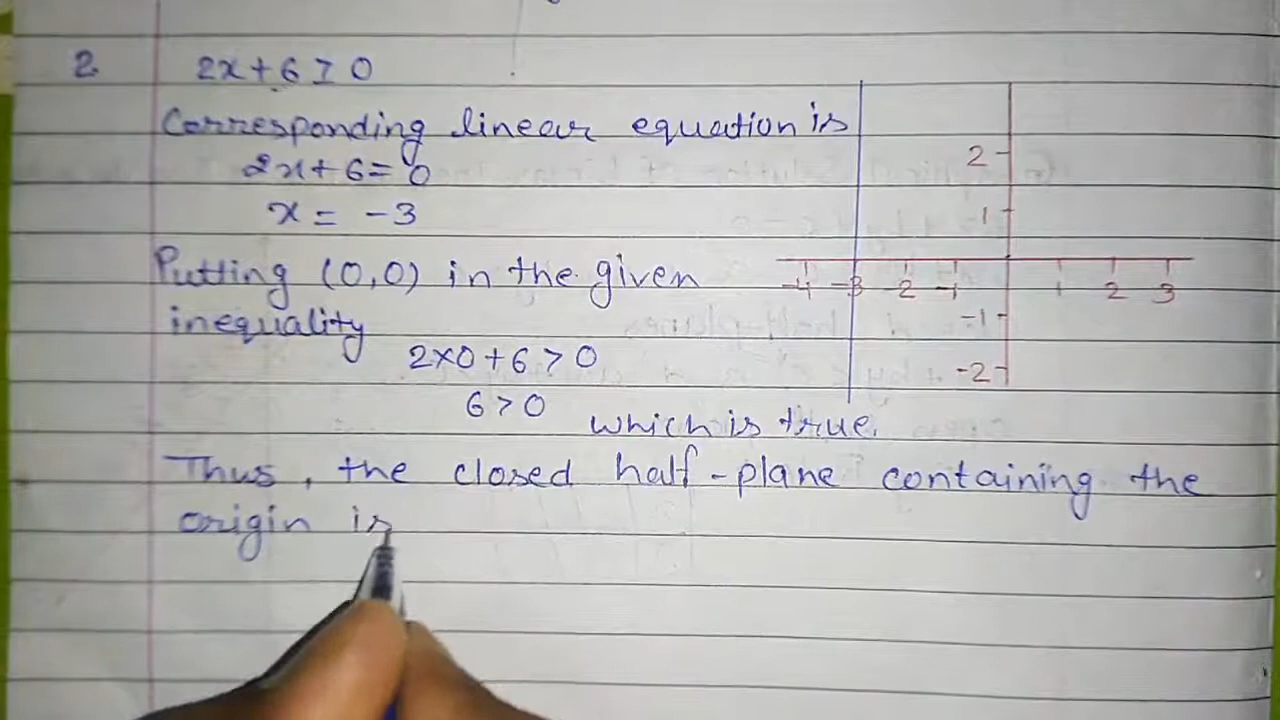 2. 2x + 6 ≥ 0
Corresponding linear equation is
2x + 6 = 0
x = -3
Putting (0,0) in the given
inequality
2×0 + 6 > 0
6 > 0
which is true.
Thus, the closed half-plane containing the
origin is
2
1
-4 -3 -2 -1 1 2 3
-1
-2